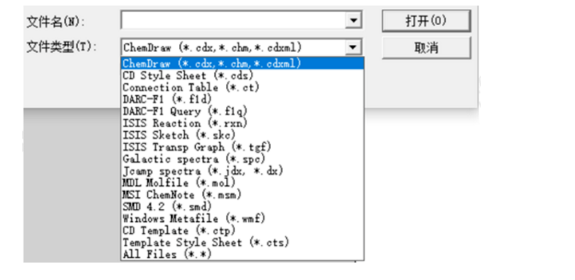 文件名(N):
打开(O)
文件类型(T):
ChemDraw (*.cdx,*.chm,*.cdxml)
取消
ChemDraw (*.cdx,*.chm,*.cdxml)
CD Style Sheet (*.cds)
Connection Table (*.ct)
DARC-F1 (*.f1d)
DARC-F1 Query (*.f1q)
ISIS Reaction (*.rxn)
ISIS Sketch (*.skc)
ISIS Transp Graph (*.tgf)
Galactic spectra (*.spc)
Jcamp spectra (*.jdx, *.dx)
MDL Molfile (*.mol)
MSI ChemNote (*.msm)
SMD 4.2 (*.smd)
Windows Metafile (*.wmf)
CD Template (*.ctp)
Template Style Sheet (*.cts)
All Files (*.*)